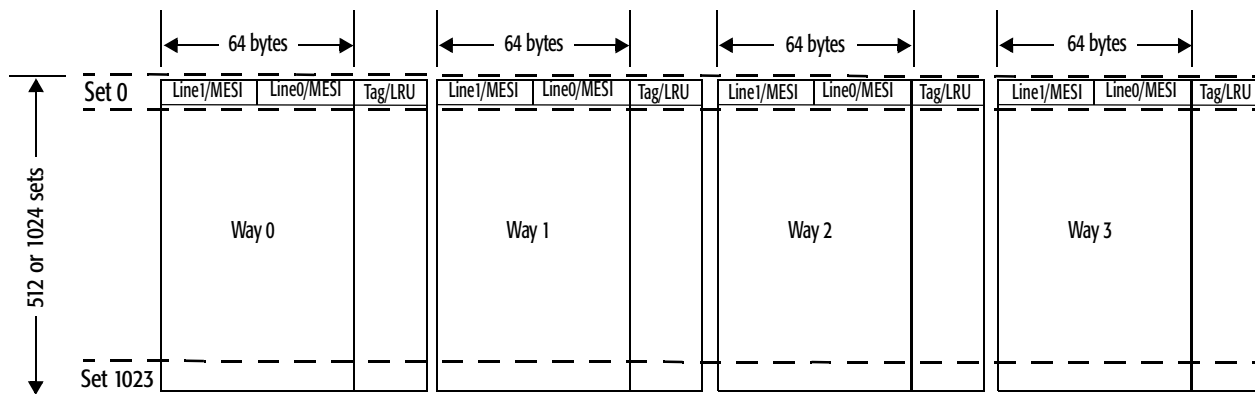 64 bytes 64 bytes 64 bytes 64 bytes
Set 0 Line1/MESI Line0/MESI Tag/LRU Line1/MESI Line0/MESI Tag/LRU Line1/MESI Line0/MESI Tag/LRU Line1/MESI Line0/MESI Tag/LRU
512 or 1024 sets
Way 0 Way 1 Way 2 Way 3
Set 1023